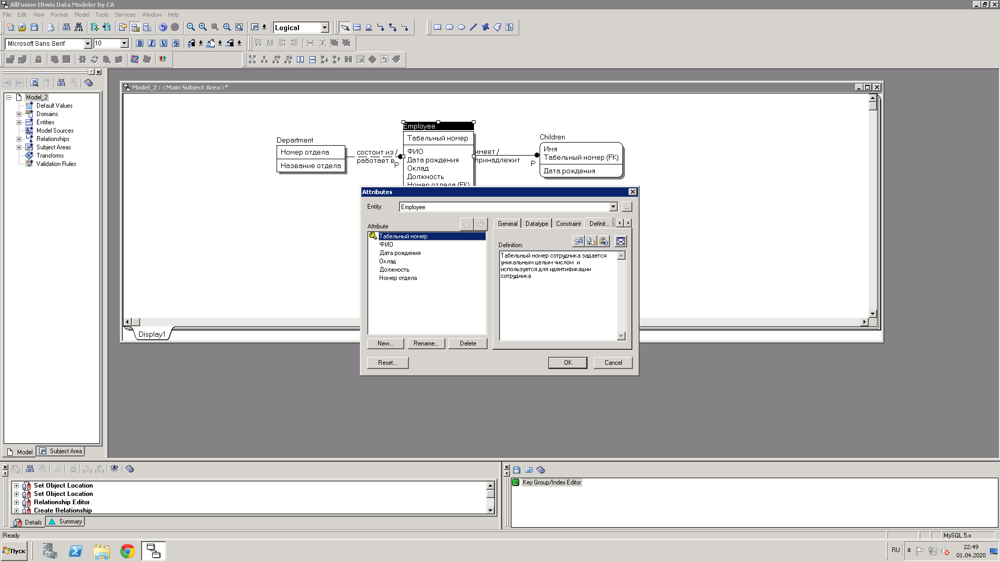 AllFusion ERwin Data Modeler by CA
File Edit View Format Model Tools Services Window Help
Logical
Microsoft Sans Serif 10
Model_2 : <Main Subject Area>*
Model_2
Default Values
Domains
Entities
Model Sources
Relationships
Subject Areas
Transforms
Validation Rules
Model
Subject Area
Department
Номер отдела
Название отдела
состоит из /
работает в
P
Employee
Табельный номер
ФИО
Дата рождения
Оклад
Должность
Номер отдела (FK)
имеет /
принадлежит
P
Children
Имя
Табельный номер (FK)
Дата рождения
Display1
Attributes
Entity: Employee
...
Attribute
Табельный номер
ФИО
Дата рождения
Оклад
Должность
Номер отдела
New... Rename... Delete
General Datatype Constraint Definit...
Definition:
Табельный номер сотрудника задается
уникальным целым числом и
используется для идентификации
сотрудника
Reset... OK Cancel
Set Object Location
Set Object Location
Relationship Editor
Create Relationship
Details Summary
Key Group/Index Editor
Ready
MySQL 5.x
Пуск
RU
22:49
01.04.2020